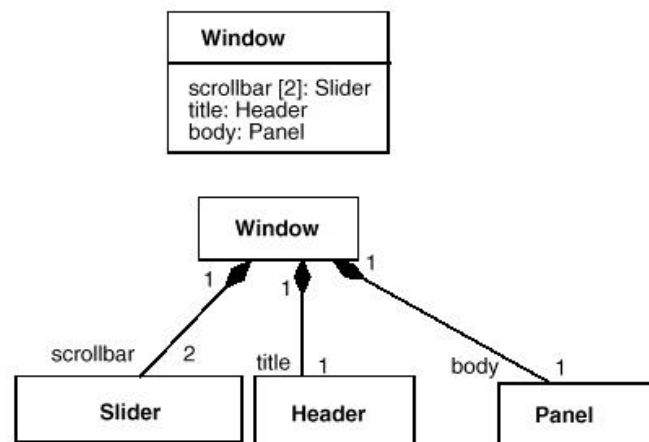 Window
scrollbar [2]: Slider
title: Header
body: Panel
Window
1
1
1
scrollbar
2
title
1
body
1
Slider
Header
Panel